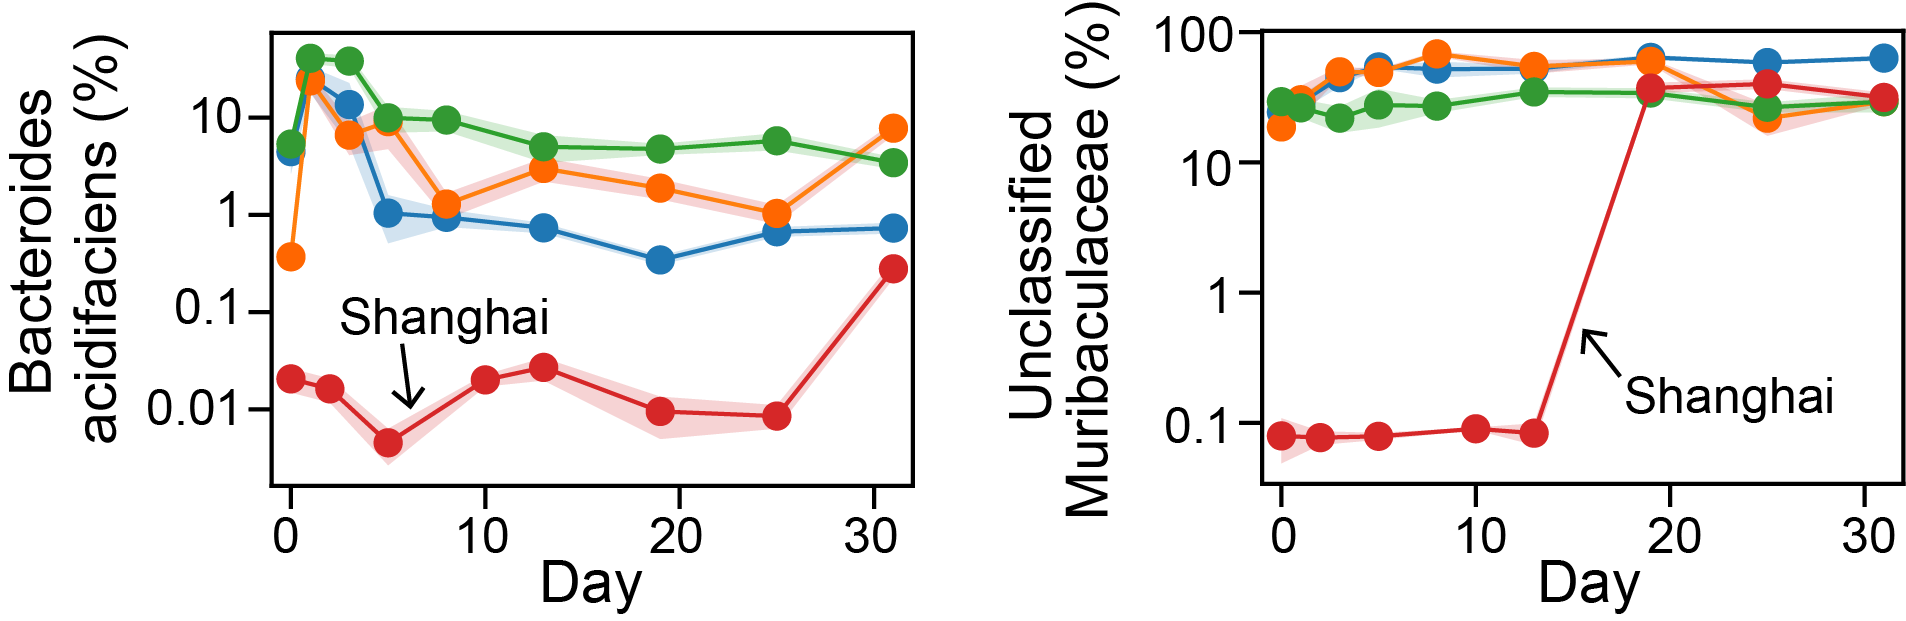 Bacteroides
acidifaciens (%)
10
1
0.1
0.01
Shanghai
0
10
20
30
Day
Unclassified
Muribaculaceae (%)
100
10
1
0.1
Shanghai
0
10
20
30
Day